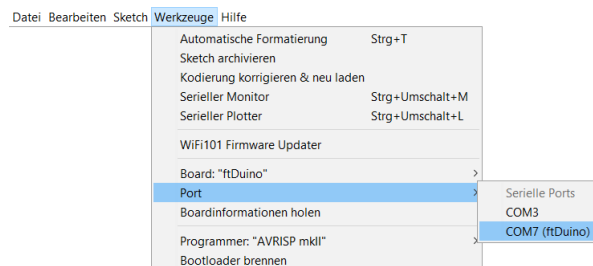 Datei Bearbeiten Sketch Werkzeuge Hilfe
Automatische Formatierung Strg+T
Sketch archivieren
Kodierung korrigieren & neu laden
Serieller Monitor Strg+Umschalt+M
Serieller Plotter Strg+Umschalt+L
WiFi101 Firmware Updater
Board: "ftDuino"
Port
Serielle Ports
COM3
COM7 (ftDuino)
Boardinformationen holen
Programmer: "AVRISP mkII"
Bootloader brennen